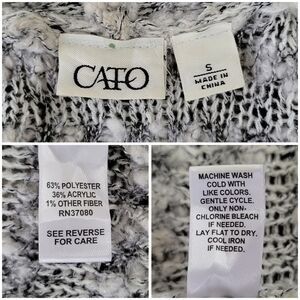 CATO
S
MADE IN
CHINA
63% POLYESTER
36% ACRYLIC
1% OTHER FIBER
RN37080
SEE REVERSE
FOR CARE
MACHINE WASH
COLD WITH
LIKE COLORS.
GENTLE CYCLE.
ONLY NON-
CHLORINE BLEACH
IF NEEDED.
LAY FLAT TO DRY.
COOL IRON
IF NEEDED.